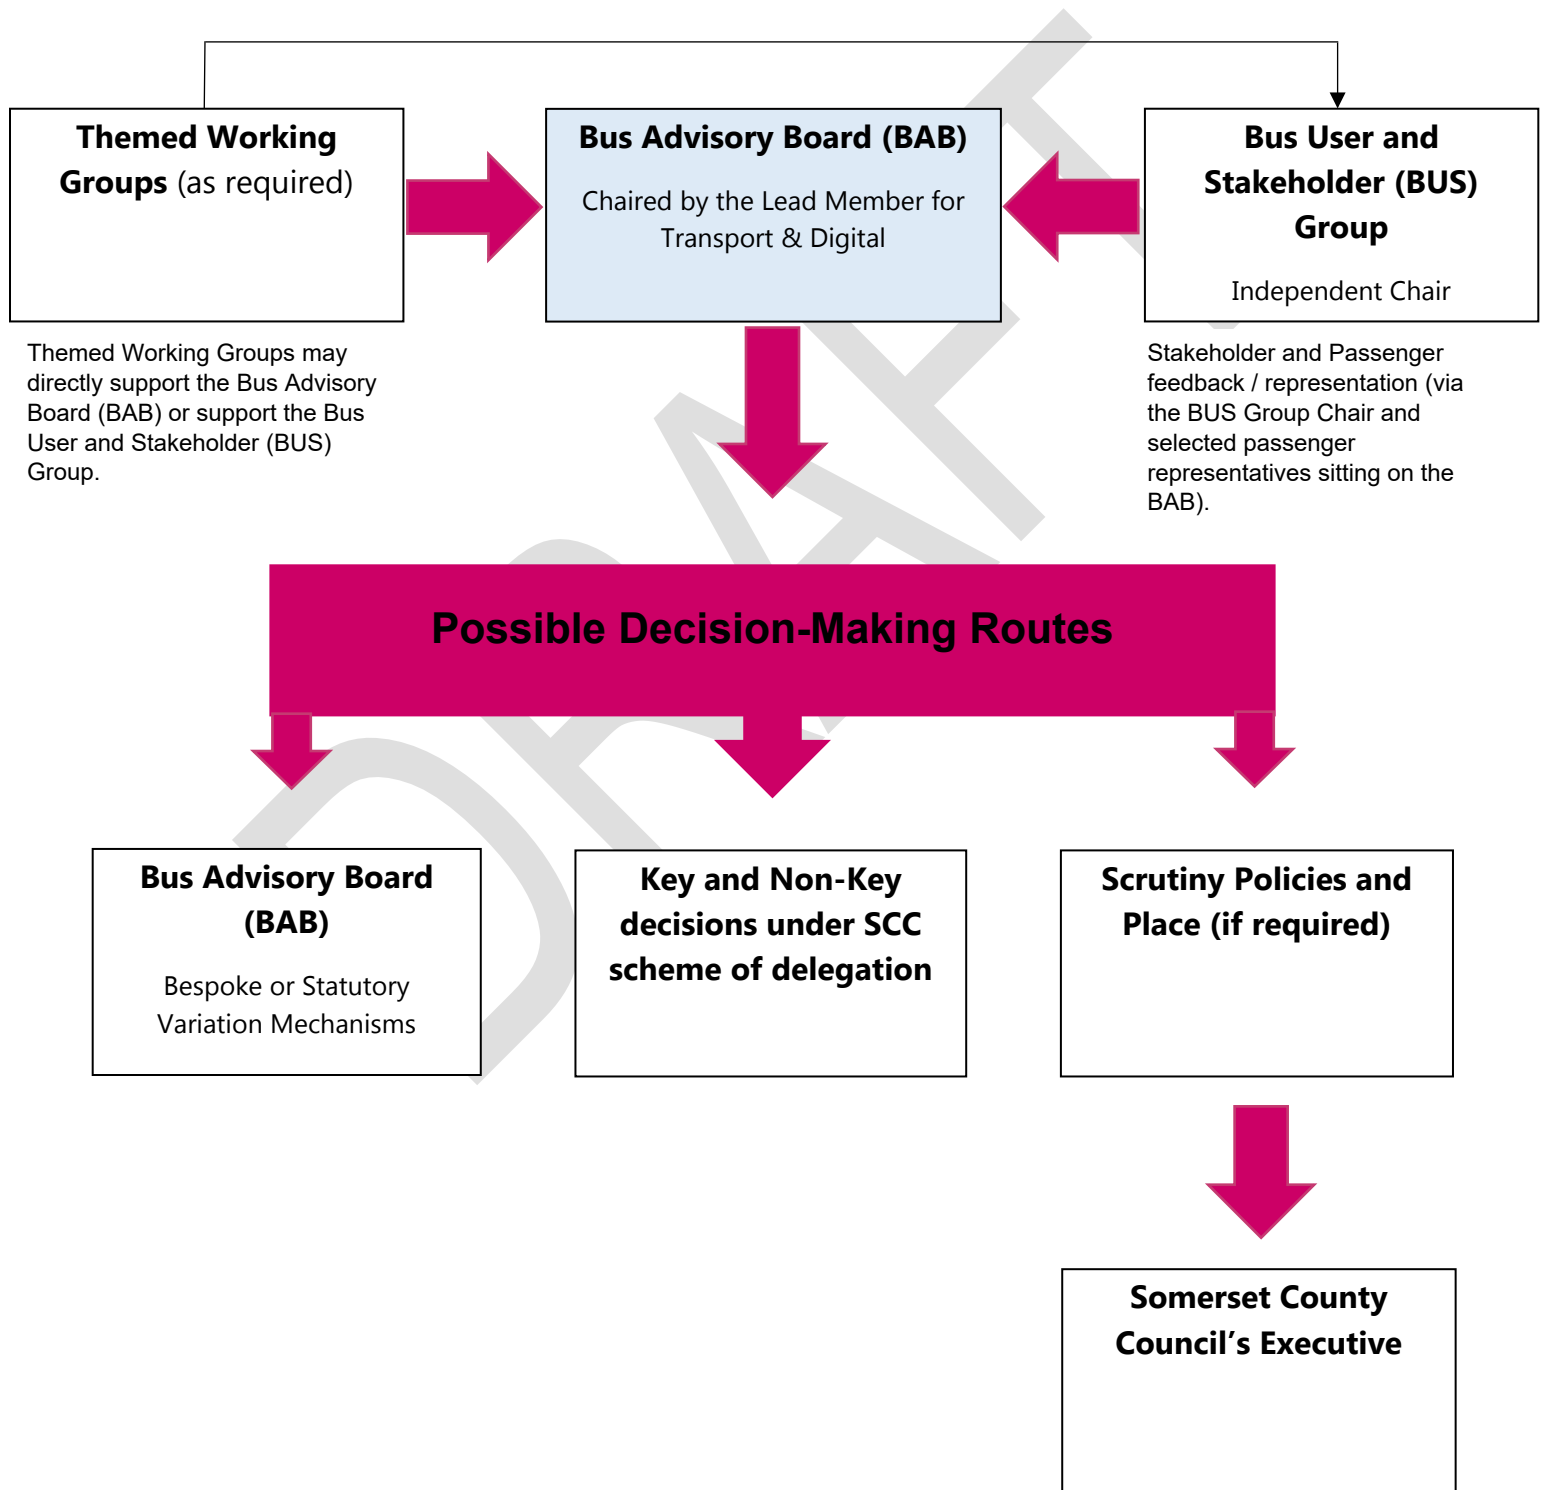 Themed Working
Groups (as required)
Bus Advisory Board (BAB)
Chaired by the Lead Member for
Transport & Digital
Bus User and
Stakeholder (BUS)
Group
Independent Chair
Themed Working Groups may
directly support the Bus Advisory
Board (BAB) or support the Bus
User and Stakeholder (BUS)
Group.
Stakeholder and Passenger
feedback / representation (via
the BUS Group Chair and
selected passenger
representatives sitting on the
BAB).
DRAFT
Possible Decision-Making Routes
Bus Advisory Board
(BAB)
Bespoke or Statutory
Variation Mechanisms
Key and Non-Key
decisions under SCC
scheme of delegation
Scrutiny Policies and
Place (if required)
Somerset County
Council’s Executive